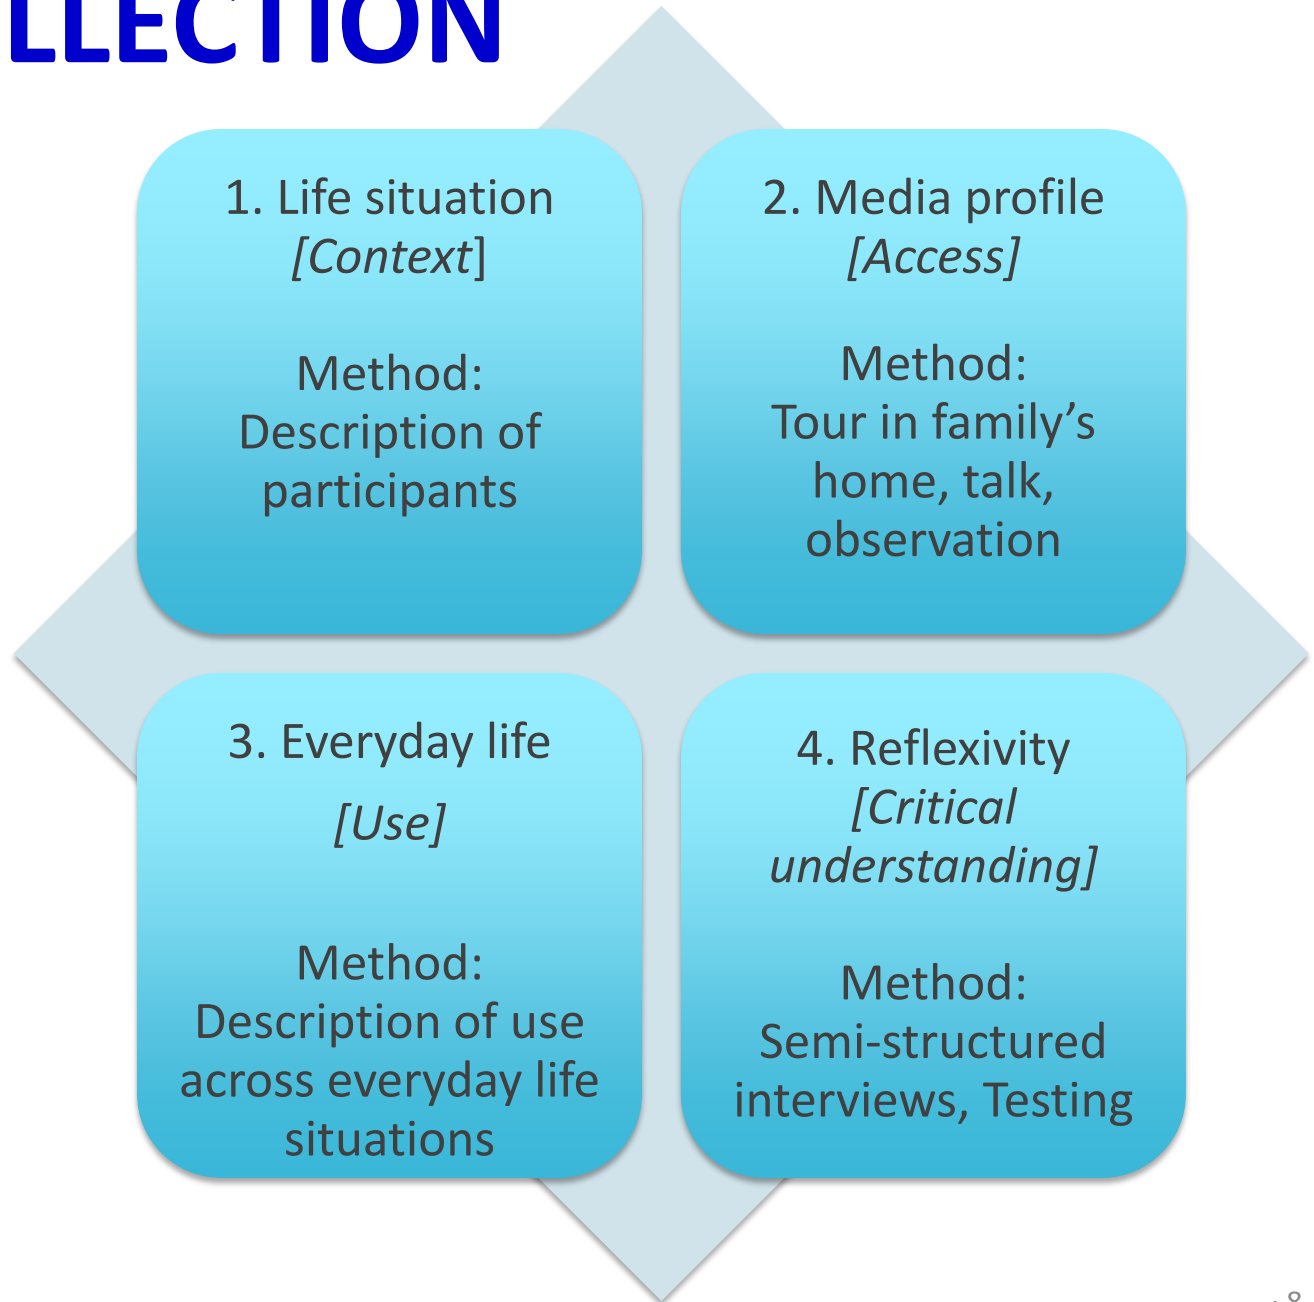 LLECTION
1. Life situation
[Context]
Method:
Description of
participants
2. Media profile
[Access]
Method:
Tour in family’s
home, talk,
observation
3. Everyday life
[Use]
Method:
Description of use
across everyday life
situations
4. Reflexivity
[Critical
understanding]
Method:
Semi-structured
interviews, Testing
8